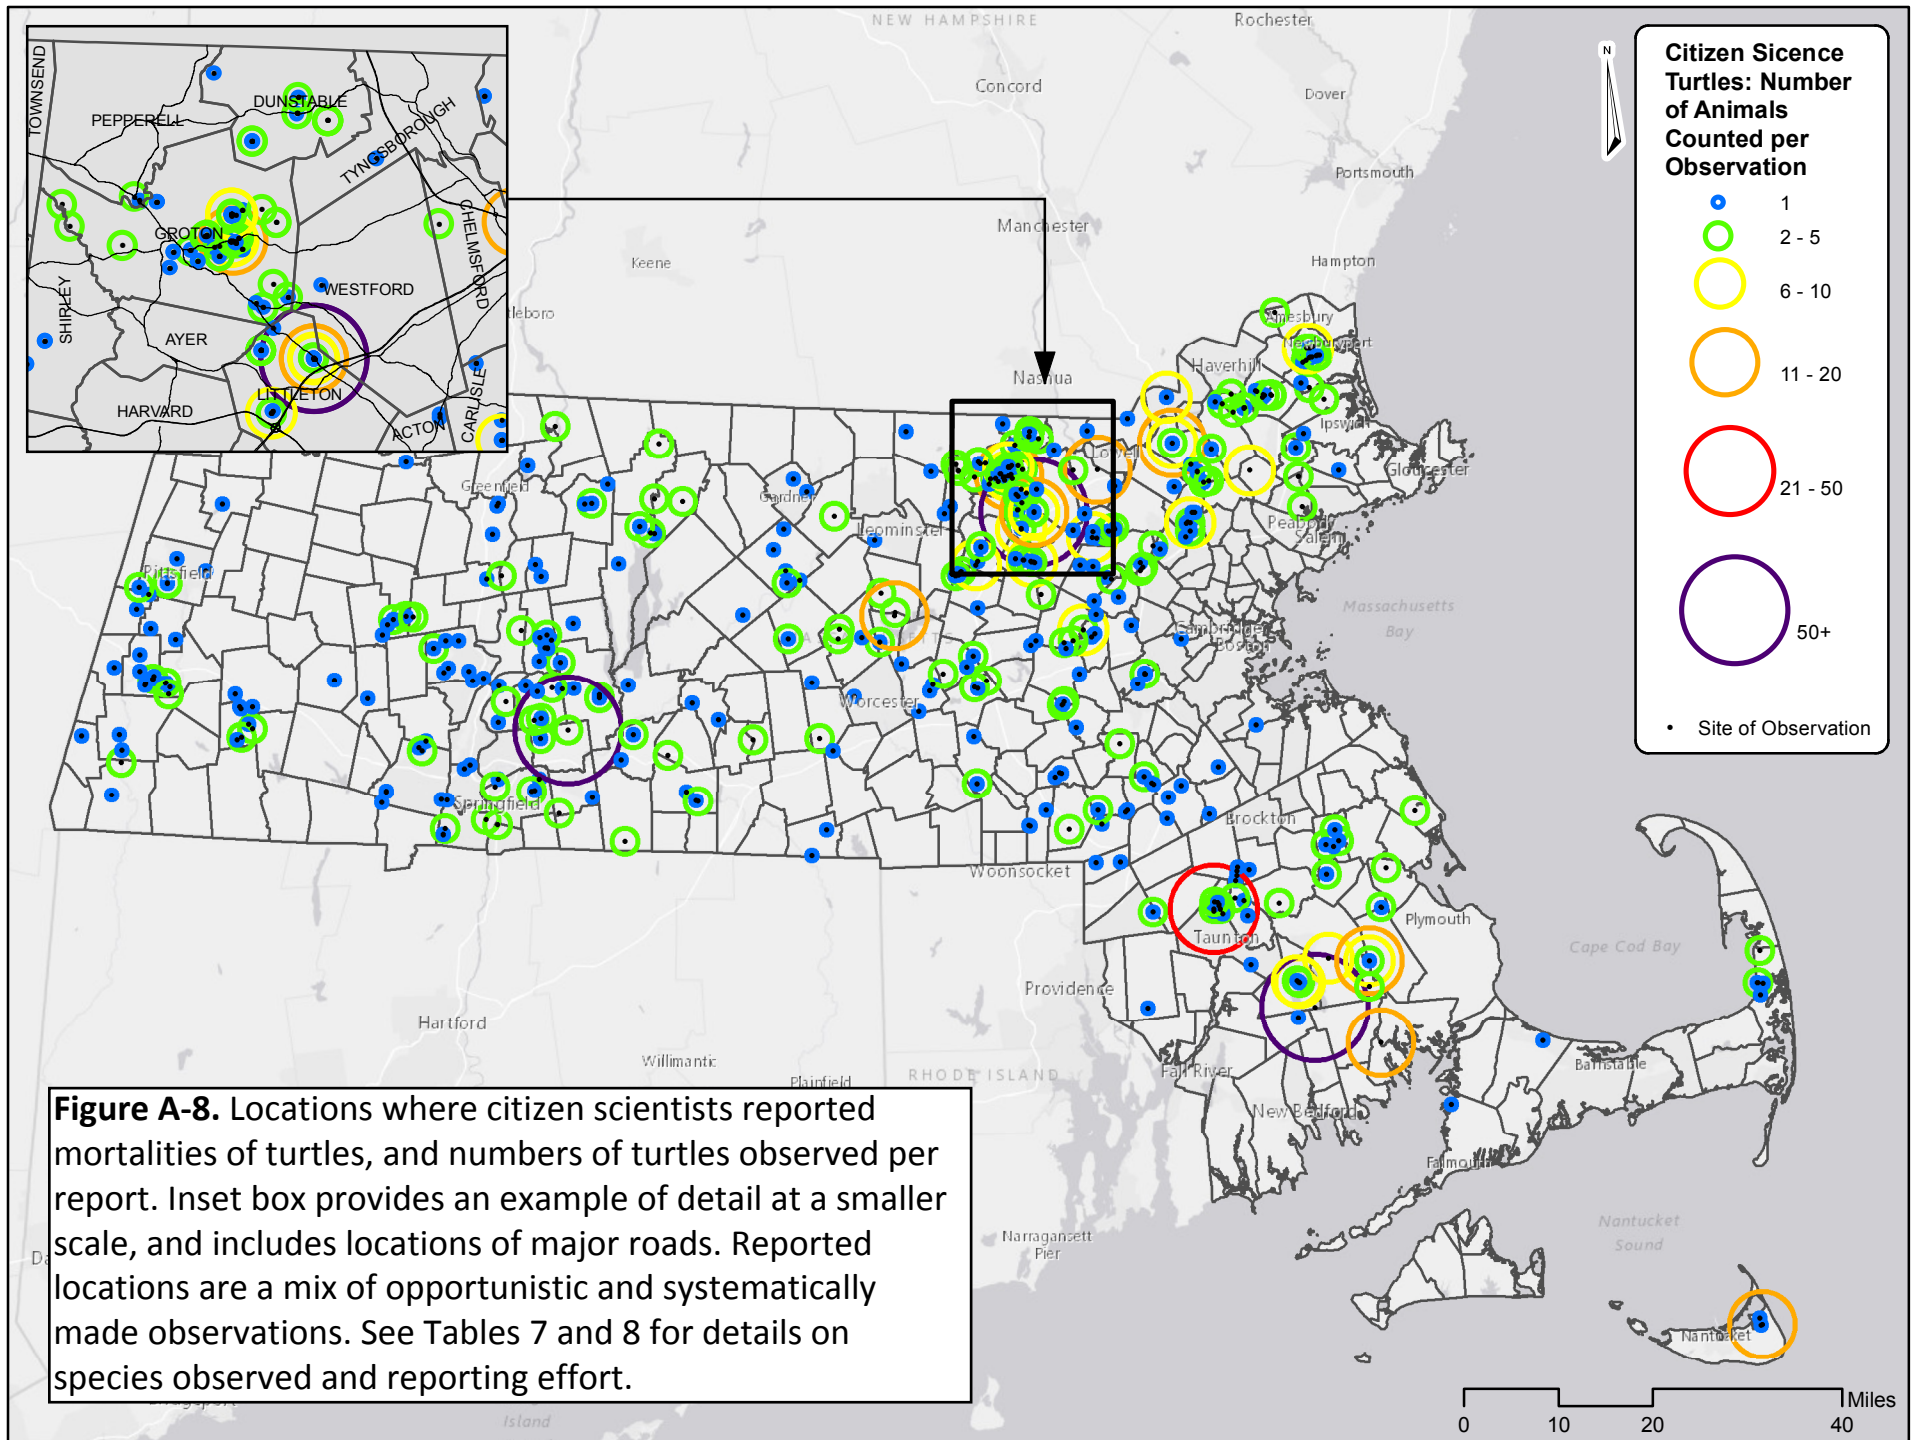 NEW HAMPSHIRE
Rochester
Concord
Dover
Portsmouth
Manchester
Keene
Hampton
tleboro
Nashua
TOWNSEND
PEPPERELL
DUNSTABLE
TYNGSBOROUGH
GROTON
CHELMSFORD
SHIRLEY
WESTFORD
AYER
LITTLETON
HARVARD
ACTON
CARLISLE
Citizen Sicence
Turtles: Number
of Animals
Counted per
Observation
1
2 - 5
6 - 10
11 - 20
21 - 50
50+
Site of Observation
N
Amesbury
Newburyport
Haverhill
Ipswich
Lowell
Gloucester
Greenfield
Gardner
Leominster
Peabody
Salem
Pittsfield
Massachusetts
Bay
Cambridge
Boston
Worcester
Springfield
Brockton
Woonsocket
Plymouth
Taunton
Cape Cod Bay
Providence
Hartford
Willimantic
Plainfield
RHODE ISLAND
Fall River
Barnstable
New Bedford
Falmouth
Narragansett
Pier
Nantucket
Sound
Nantucket
Da
Island
Figure A-8. Locations where citizen scientists reported
mortalities of turtles, and numbers of turtles observed per
report. Inset box provides an example of detail at a smaller
scale, and includes locations of major roads. Reported
locations are a mix of opportunistic and systematically
made observations. See Tables 7 and 8 for details on
species observed and reporting effort.
Miles
0 10 20 40